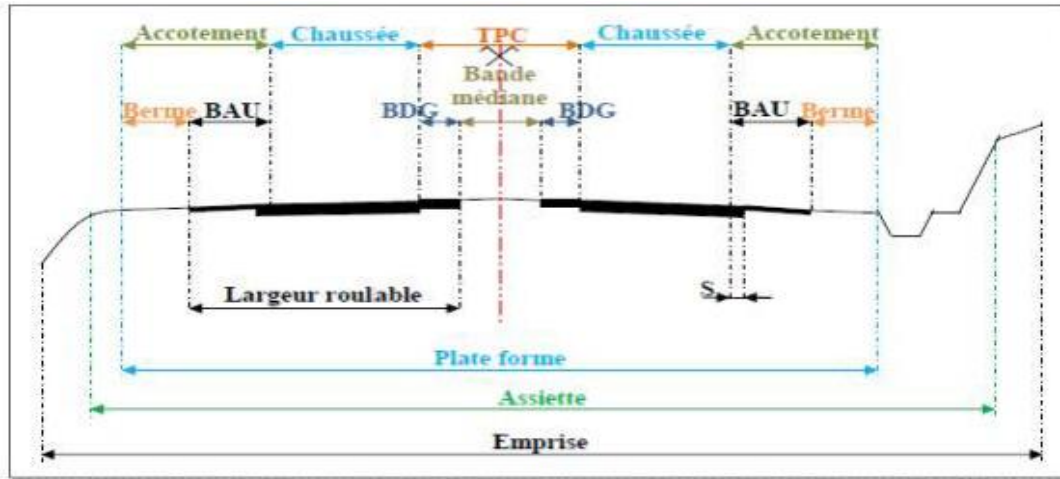 Accotement Chaussée TPC Chaussée Accotement
Bande
médiane
Berme BAU BDG BDG BAU Berme
Largeur roulable S
Plate forme
Assiette
Emprise